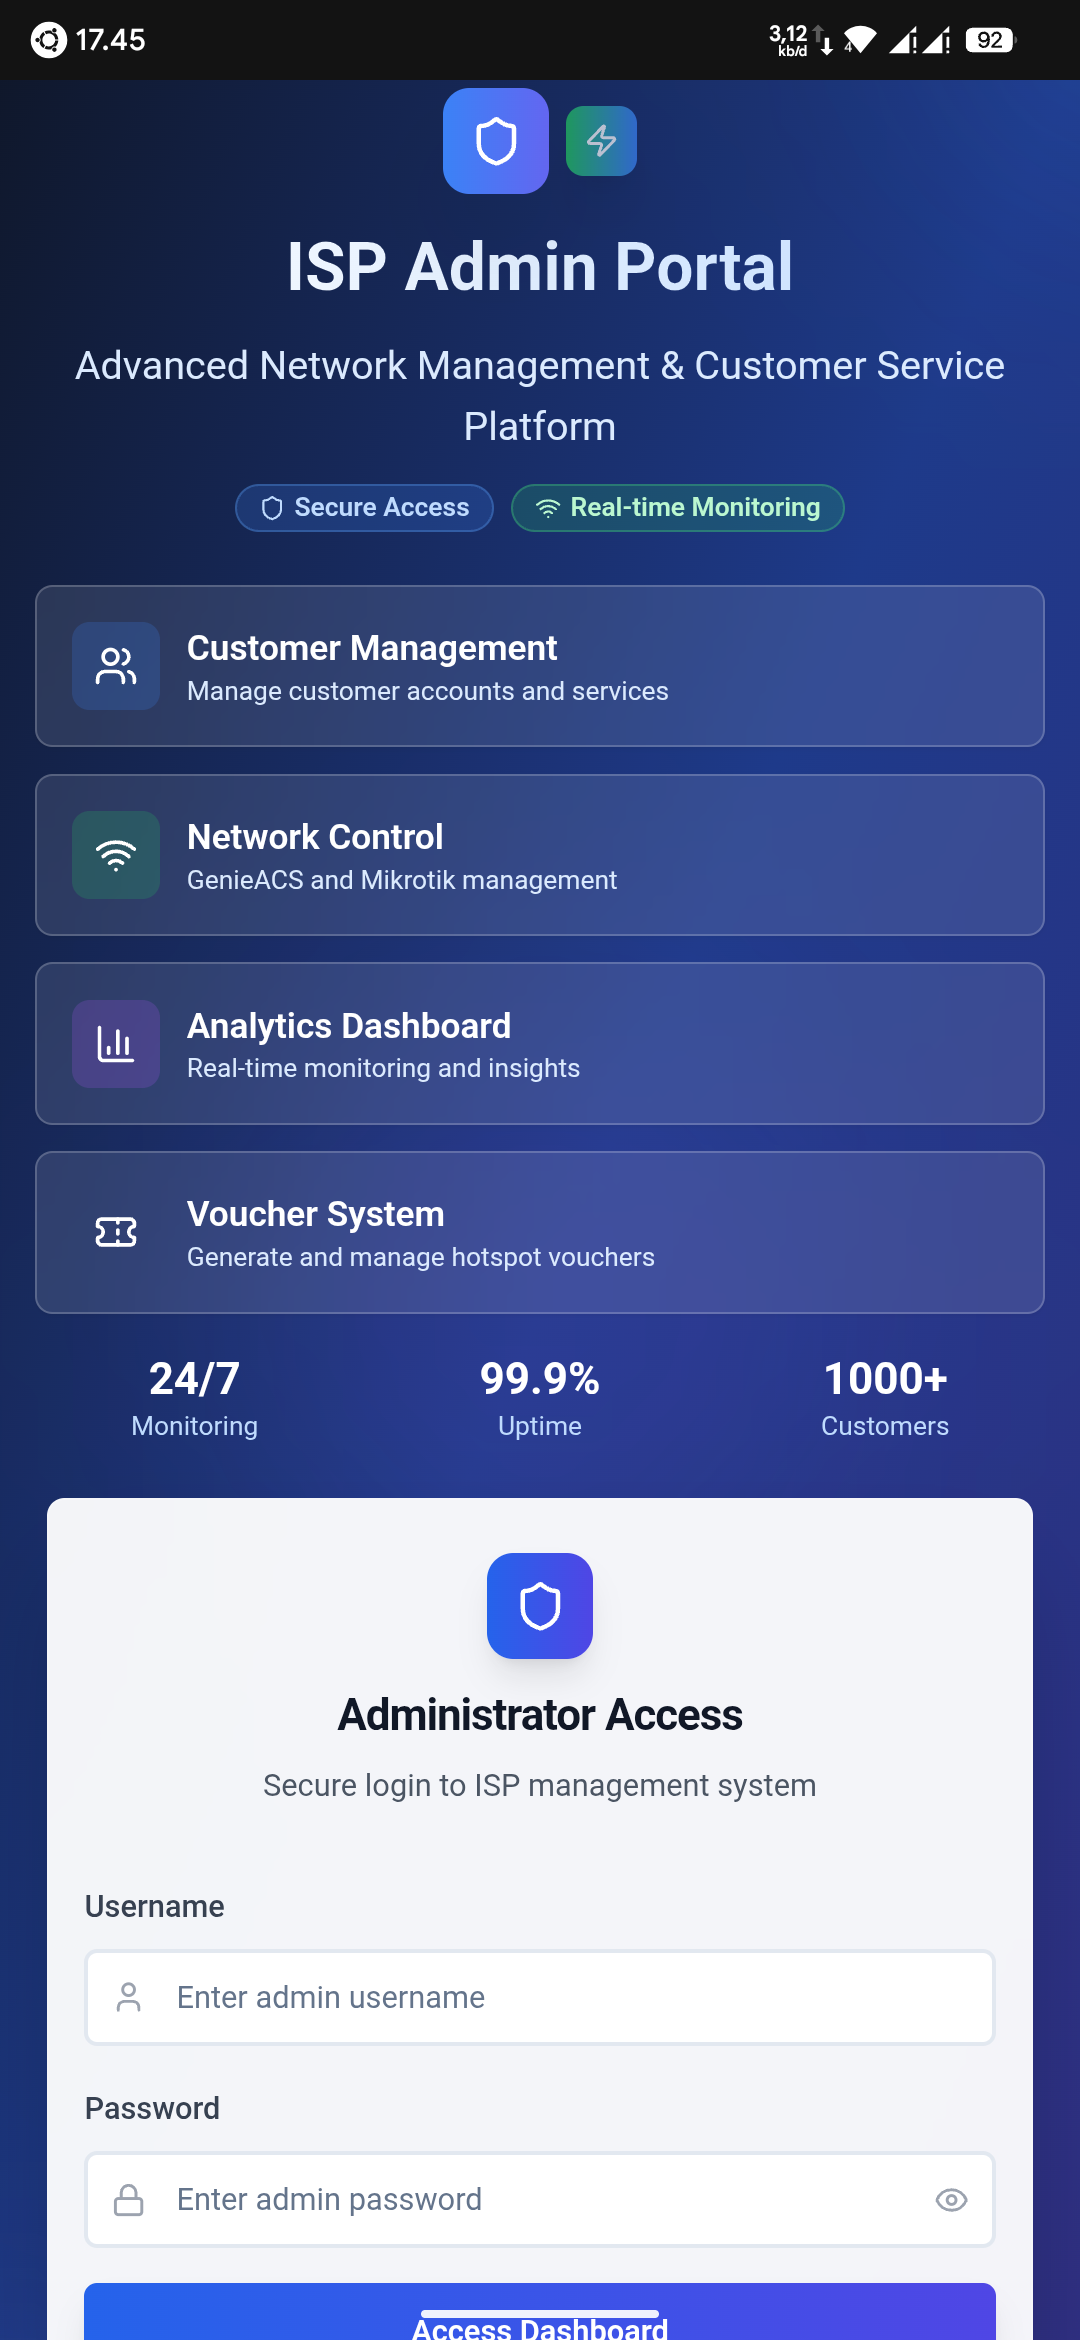 17.45
3,12
kb/d
4
92
ISP Admin Portal
Advanced Network Management & Customer Service
Platform
Secure Access
Real-time Monitoring
Customer Management
Manage customer accounts and services
Network Control
GenieACS and Mikrotik management
Analytics Dashboard
Real-time monitoring and insights
Voucher System
Generate and manage hotspot vouchers
24/7
Monitoring
99.9%
Uptime
1000+
Customers
Administrator Access
Secure login to ISP management system
Username
Enter admin username
Password
Enter admin password
Access Dashboard